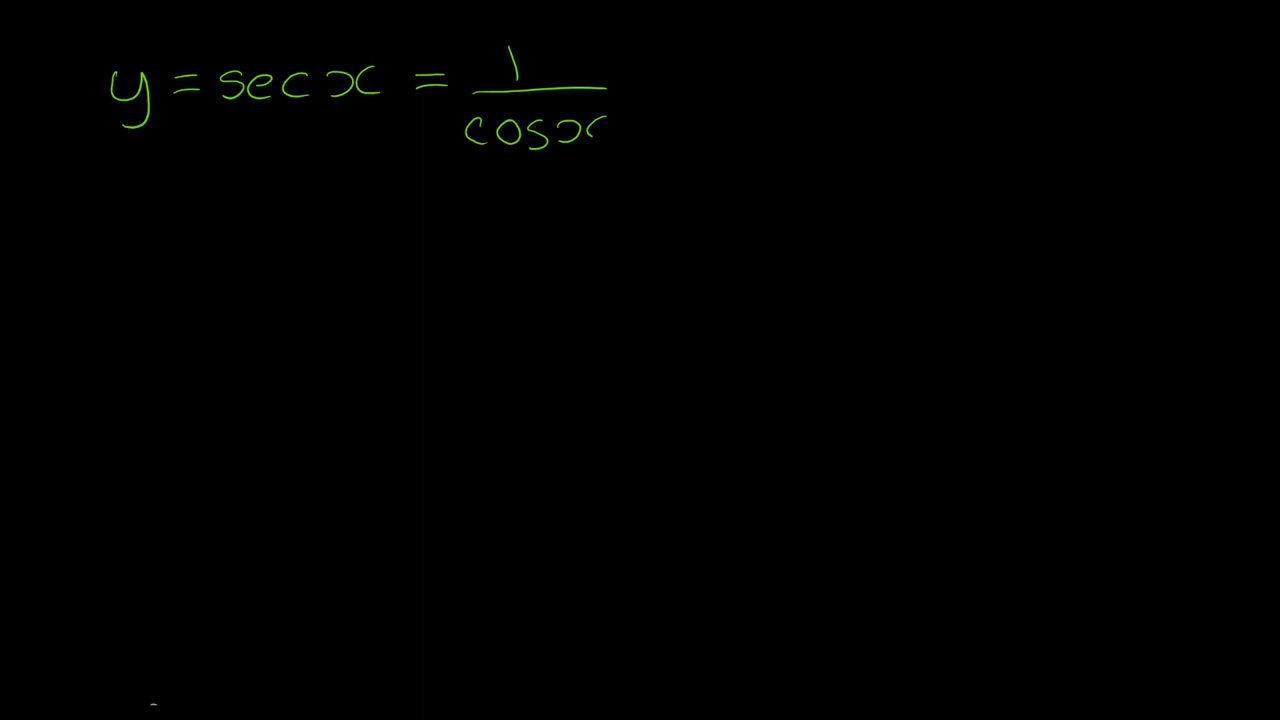 y = sec x = 1/cos x